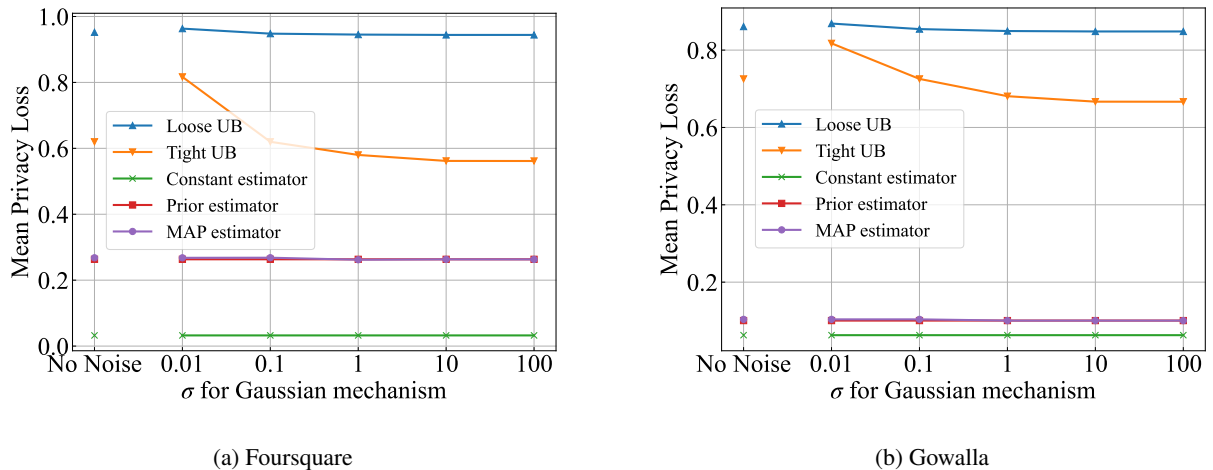 Mean Privacy Loss
1.0
0.8
0.6
0.4
0.2
0.0
Loose UB
Tight UB
Constant estimator
Prior estimator
MAP estimator
No Noise 0.01 0.1 1 10 100
σ for Gaussian mechanism
(a) Foursquare
Mean Privacy Loss
0.8
0.6
0.4
0.2
Loose UB
Tight UB
Constant estimator
Prior estimator
MAP estimator
No Noise 0.01 0.1 1 10 100
σ for Gaussian mechanism
(b) Gowalla